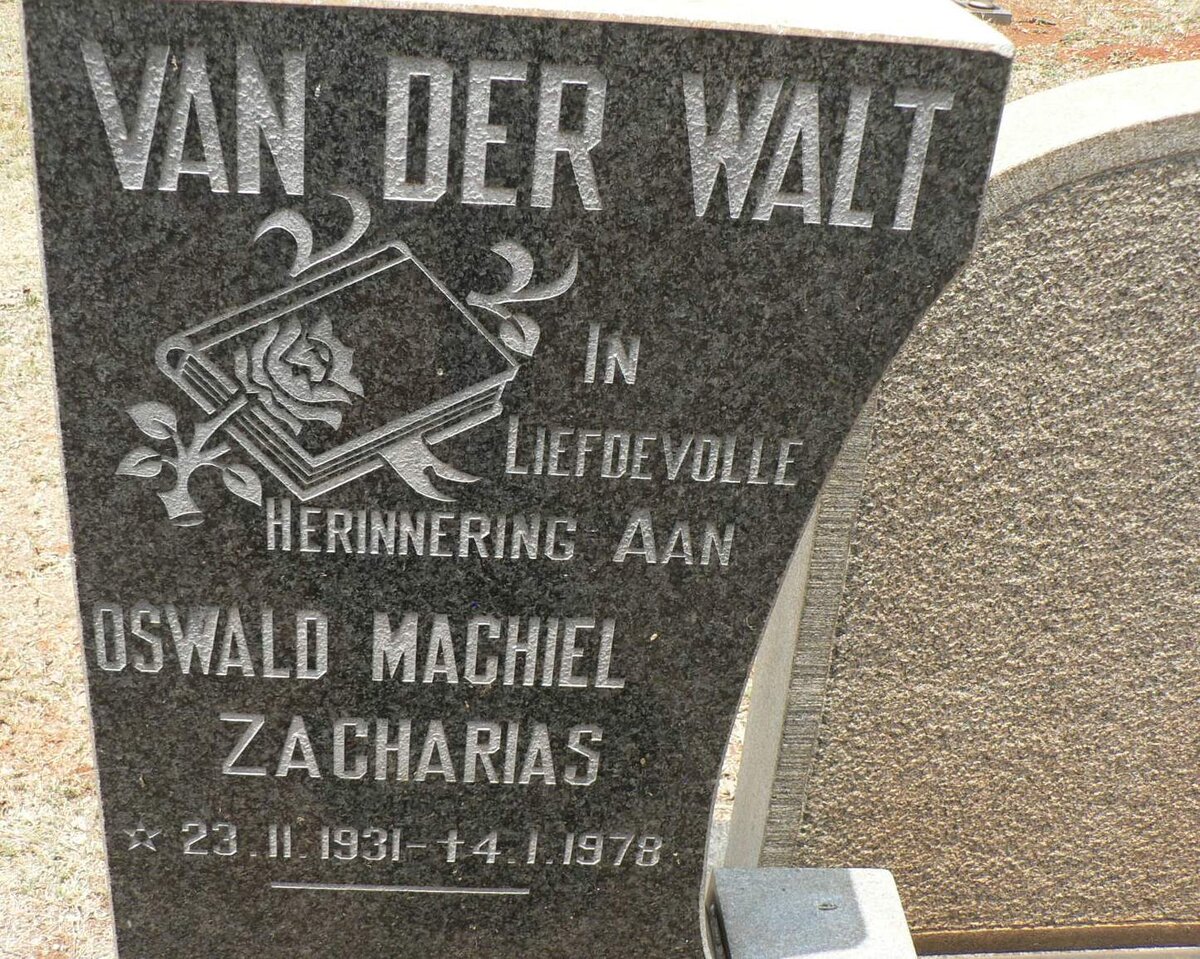 VAN DER WALT
IN
LIEFDEVOLLE
HERINNERING AAN
OSWALD MACHIEL
ZACHARIAS
☆ 23.11.1931-✝4.1.1978